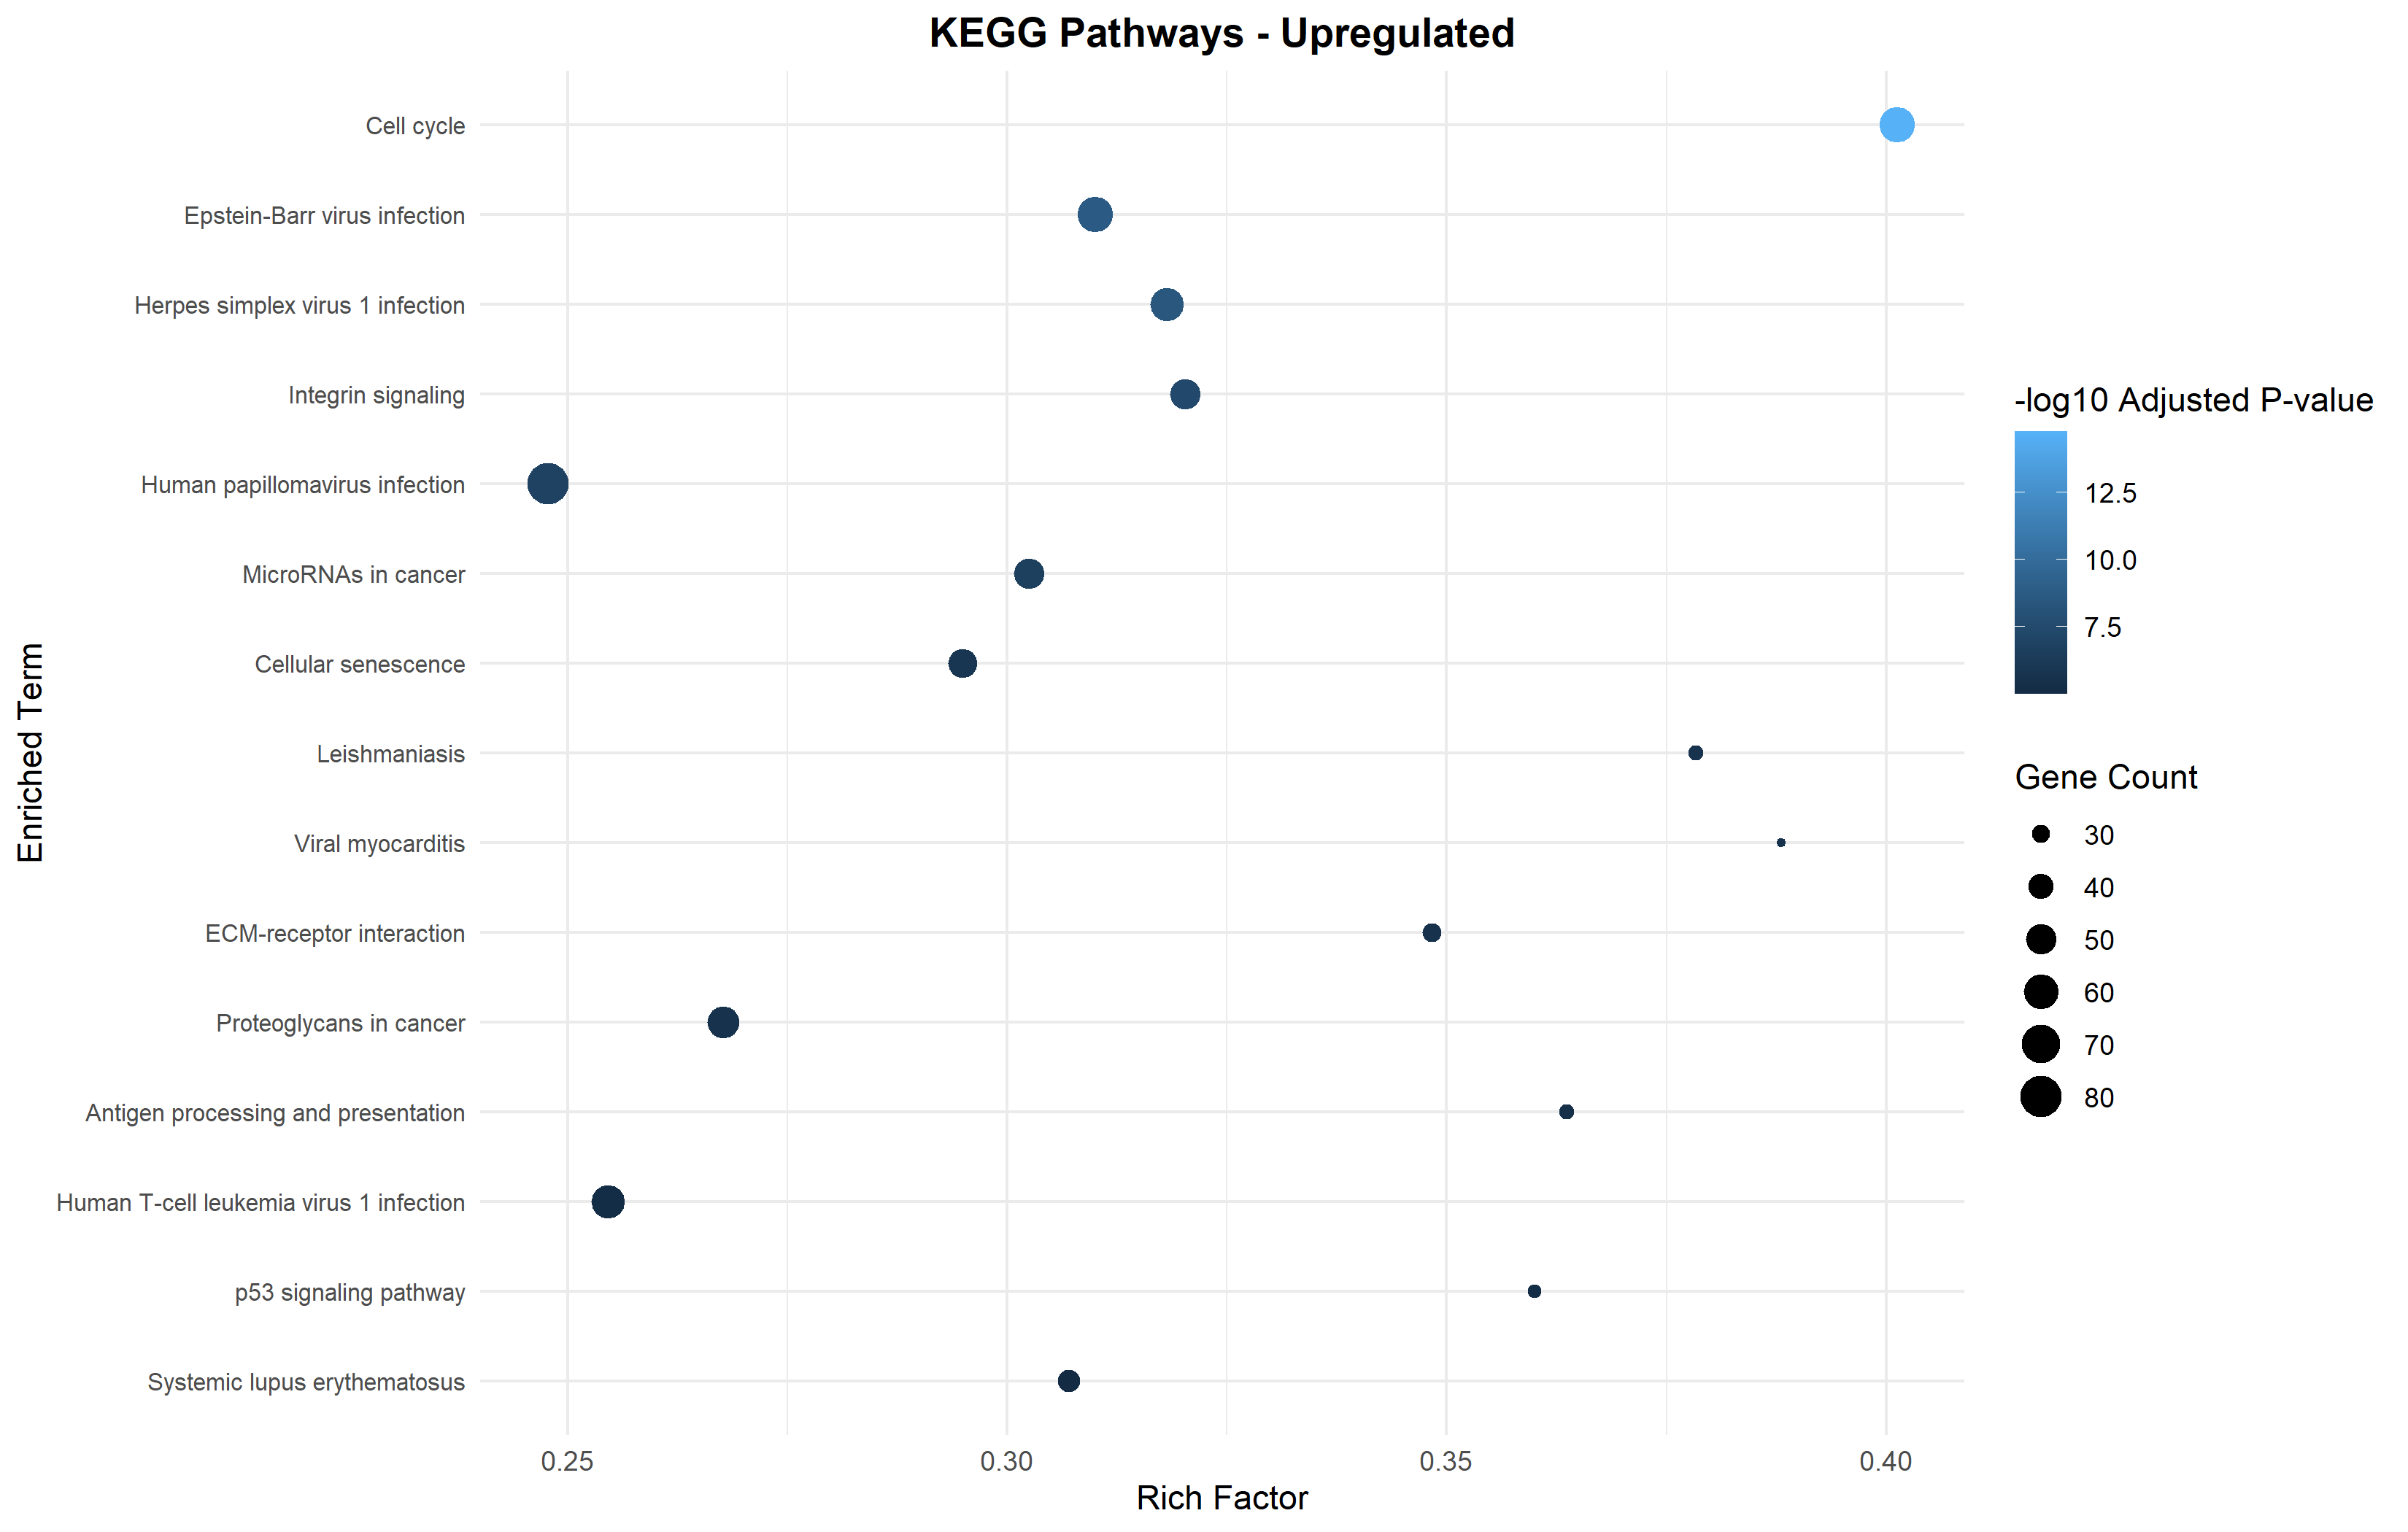 KEGG Pathways - Upregulated
Enriched Term
Cell cycle
Epstein-Barr virus infection
Herpes simplex virus 1 infection
Integrin signaling
Human papillomavirus infection
MicroRNAs in cancer
Cellular senescence
Leishmaniasis
Viral myocarditis
ECM-receptor interaction
Proteoglycans in cancer
Antigen processing and presentation
Human T-cell leukemia virus 1 infection
p53 signaling pathway
Systemic lupus erythematosus
0.25 0.30 0.35 0.40
Rich Factor
-log10 Adjusted P-value
12.5
10.0
7.5
Gene Count
30
40
50
60
70
80